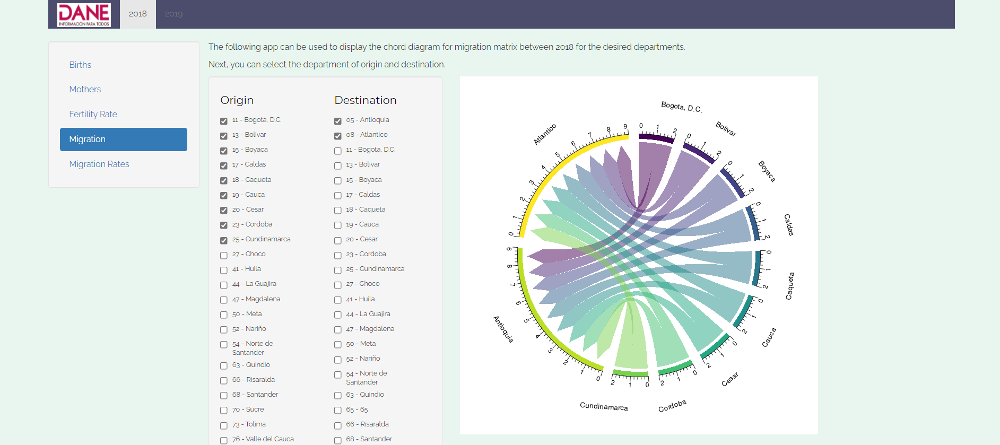 DANE
INFORMACIÓN PARA TODOS
2018
2019
Births
Mothers
Fertility Rate
Migration
Migration Rates
The following app can be used to display the chord diagram for migration matrix between 2018 for the desired departments.
Next, you can select the department of origin and destination.
Origin
11 - Bogota, D.C.
13 - Bolivar
15 - Boyaca
17 - Caldas
18 - Caqueta
19 - Cauca
20 - Cesar
23 - Cordoba
25 - Cundinamarca
27 - Choco
41 - Huila
44 - La Guajira
47 - Magdalena
50 - Meta
52 - Nariño
54 - Norte de
Santander
63 - Quindio
66 - Risaralda
68 - Santander
70 - Sucre
73 - Tolima
76 - Valle del Cauca
Destination
05 - Antioquia
08 - Atlantico
11 - Bogota, D.C.
13 - Bolivar
15 - Boyaca
17 - Caldas
18 - Caqueta
19 - Cauca
20 - Cesar
23 - Cordoba
25 - Cundinamarca
27 - Choco
41 - Huila
44 - La Guajira
47 - Magdalena
50 - Meta
52 - Nariño
54 - Norte de
Santander
63 - Quindio
65 - 65
66 - Risaralda
68 - Santander
Bogota, D.C.
0 1 2
Bolivar
0 1 2
Boyaca
0 1 2
Caldas
0 1 2
Caqueta
0 1 2
Cauca
0 1 2
Cesar
0 1 2
Cordoba
0 1 2
Cundinamarca
0 1 2
Antioquia
0 1 2 3 4 5 6 7 8 9
Atlantico
0 1 2 3 4 5 6 7 8 9